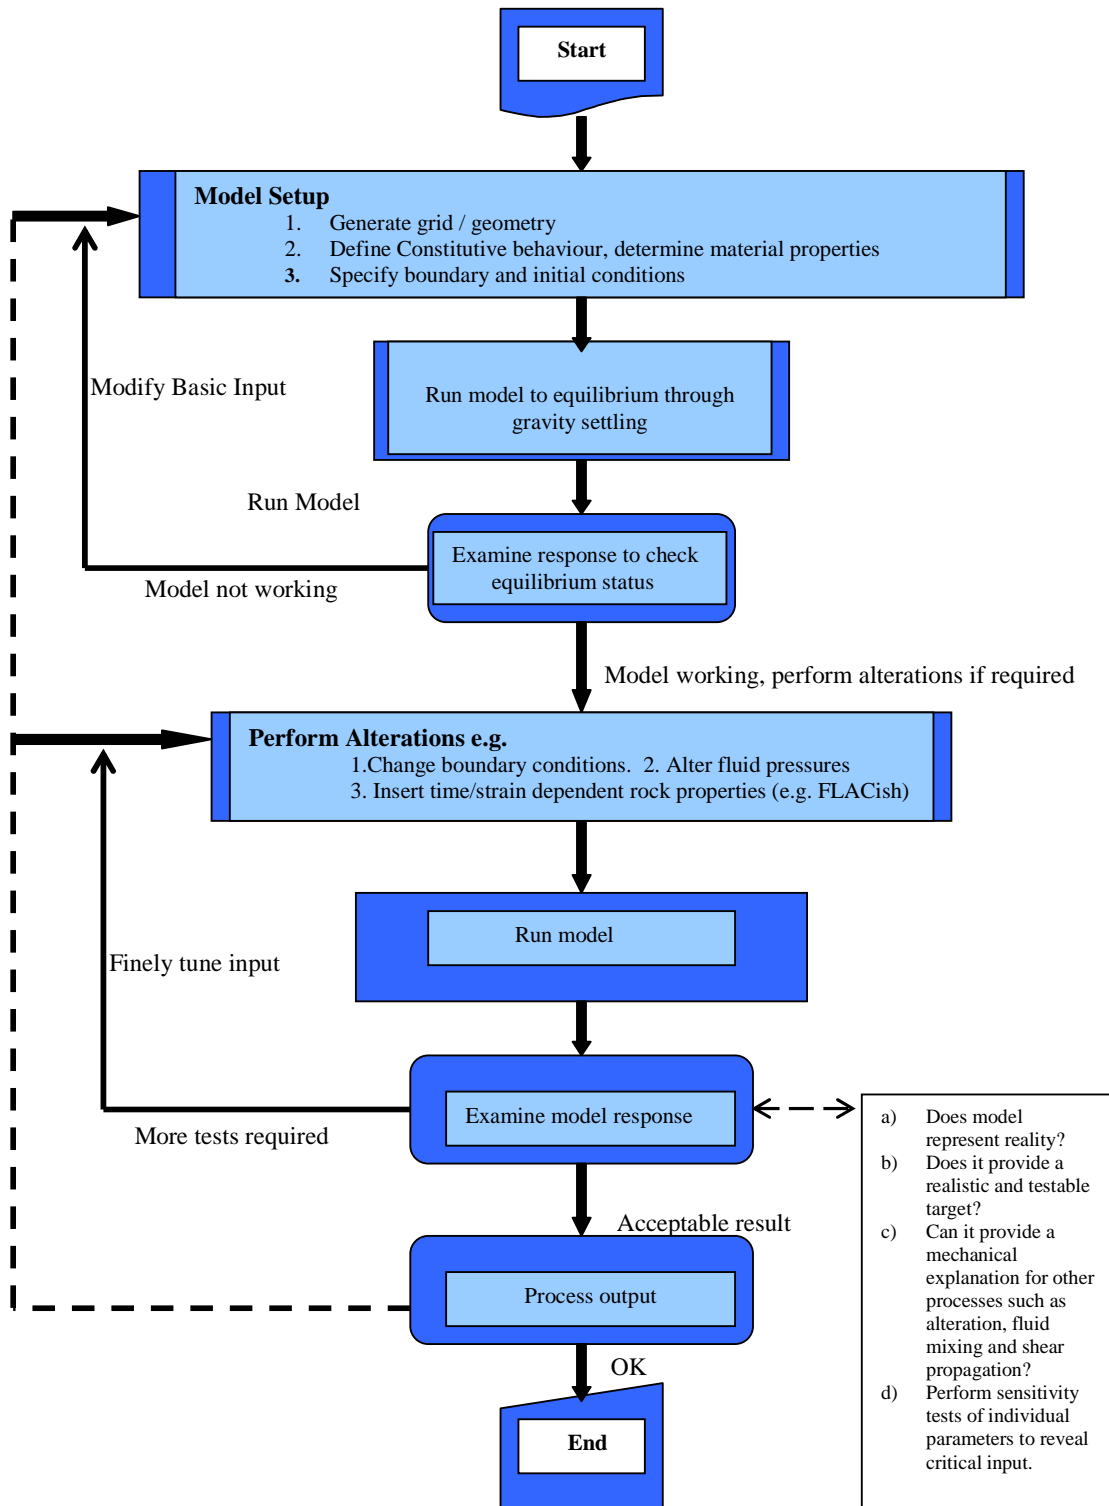 Start
Model Setup
1. Generate grid / geometry
2. Define Constitutive behaviour, determine material properties
3. Specify boundary and initial conditions
Modify Basic Input
Run model to equilibrium through
gravity settling
Run Model
Examine response to check
equilibrium status
Model not working
Model working, perform alterations if required
Perform Alterations e.g.
1.Change boundary conditions. 2. Alter fluid pressures
3. Insert time/strain dependent rock properties (e.g. FLACish)
Run model
Finely tune input
Examine model response
More tests required
a) Does model
represent reality?
b) Does it provide a
realistic and testable
target?
c) Can it provide a
mechanical
explanation for other
processes such as
alteration, fluid
mixing and shear
propagation?
d) Perform sensitivity
tests of individual
parameters to reveal
critical input.
Acceptable result
Process output
OK
End